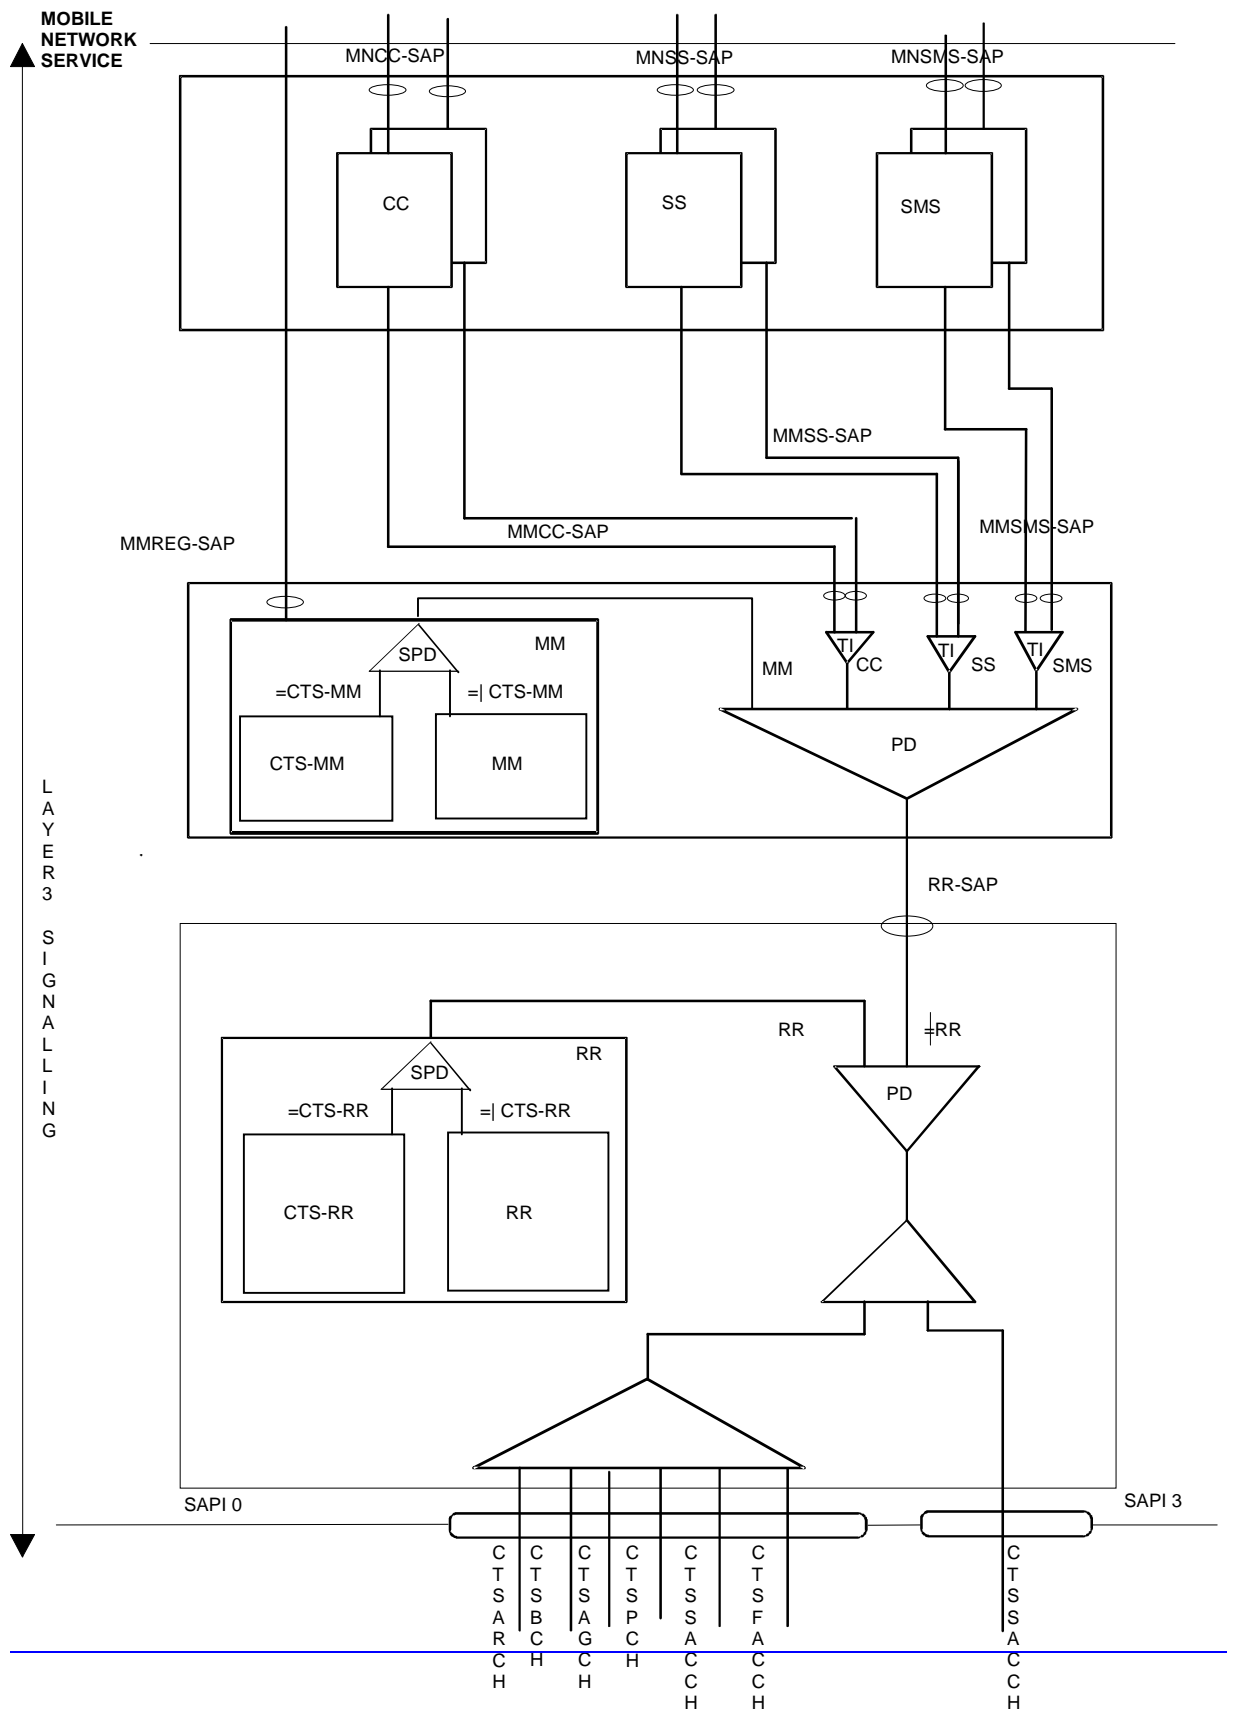 MOBILE
NETWORK
SERVICE
MNCC-SAP
MNSS-SAP
MNSMS-SAP
CC
SS
SMS
MMSS-SAP
MMCC-SAP
MMSMS-SAP
MMREG-SAP
SPD
MM
TI
TI
TI
CC
SS
SMS
MM
=CTS-MM
=| CTS-MM
CTS-MM
MM
PD
LAYER3 SIGNALLING
.
RR-SAP
RR
=RR
SPD
RR
PD
=CTS-RR
=| CTS-RR
CTS-RR
RR
SAPI 0
SAPI 3
CTSARCH
CTSBCH
CTSAGCH
CTSPCH
CTSSACCH
CTSFACCH
CTSSACCH